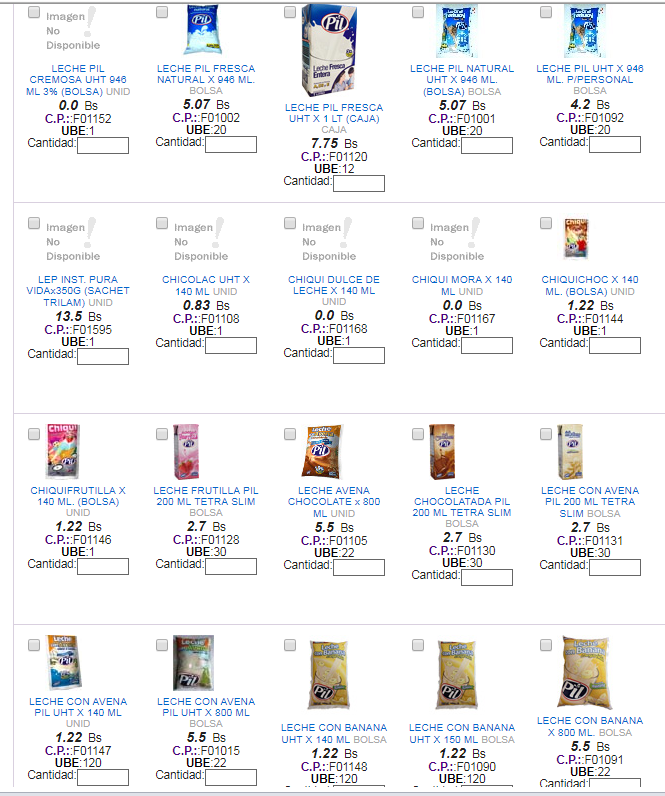 Imagen
No
Disponible
LECHE PIL
CREMOSA UHT 946
ML 3% (BOLSA) UNID
0.0 Bs
C.P.::F01152
UBE:1
Cantidad:
LECHE PIL FRESCA
NATURAL X 946 ML.
BOLSA
5.07 Bs
C.P.::F01002
UBE:20
Cantidad:
Pil
Leche Fresca
Entera
LECHE PIL FRESCA
UHT X 1 LT (CAJA)
CAJA
7.75 Bs
C.P.::F01120
UBE:12
Cantidad:
LECHE PIL NATURAL
UHT X 946 ML.
(BOLSA) BOLSA
5.07 Bs
C.P.::F01001
UBE:20
Cantidad:
LECHE PIL UHT X 946
ML. P/PERSONAL
BOLSA
4.2 Bs
C.P.::F01092
UBE:20
Cantidad:
Imagen
No
Disponible
LEP INST. PURA
VIDAx350G (SACHET
TRILAM) UNID
13.5 Bs
C.P.::F01595
UBE:1
Cantidad:
Imagen
No
Disponible
CHICOLAC UHT X
140 ML UNID
0.83 Bs
C.P.::F01108
UBE:1
Cantidad:
Imagen
No
Disponible
CHIQUI DULCE DE
LECHE X 140 ML
UNID
0.0 Bs
C.P.::F01168
UBE:1
Cantidad:
Imagen
No
Disponible
CHIQUI MORA X 140
ML UNID
0.0 Bs
C.P.::F01167
UBE:1
Cantidad:
CHIQUICHOC X 140
ML. (BOLSA) UNID
1.22 Bs
C.P.::F01144
UBE:1
Cantidad:
CHIQUI
Pil
CHIQUIFRUTILLA X
140 ML, (BOLSA)
UNID
1.22 Bs
C.P.::F01146
UBE:1
Cantidad:
Pil
LECHE FRUTILLA PIL
200 ML TETRA SLIM
BOLSA
2.7 Bs
C.P.::F01128
UBE:30
Cantidad:
Leche
Pil
LECHE AVENA
CHOCOLATE x 800
ML UNID
5.5 Bs
C.P.::F01105
UBE:22
Cantidad:
Pil
LECHE
CHOCOLATADA PIL
200 ML TETRA SLIM
BOLSA
2.7 Bs
C.P.::F01130
UBE:30
Cantidad:
Pil
LECHE CON AVENA
PIL 200 ML TETRA
SLIM BOLSA
2.7 Bs
C.P.::F01131
UBE:30
Cantidad:
Leche
Pil
LECHE CON AVENA
PIL UHT X 140 ML
UNID
1.22 Bs
C.P.::F01147
UBE:120
Cantidad:
Leche
Pil
LECHE CON AVENA
PIL UHT X 800 ML
BOLSA
5.5 Bs
C.P.::F01015
UBE:22
Cantidad:
Leche
con Banana
Pil
LECHE CON BANANA
UHT X 140 ML BOLSA
1.22 Bs
C.P.::F01148
UBE:120
Cantidad:
Leche
con Banana
Pil
LECHE CON BANANA
UHT X 150 ML BOLSA
1.22 Bs
C.P.::F01090
UBE:120
Cantidad:
Leche
con Banana
Pil
LECHE CON BANANA
X 800 ML. BOLSA
5.5 Bs
C.P.::F01091
UBE:22
Cantidad: